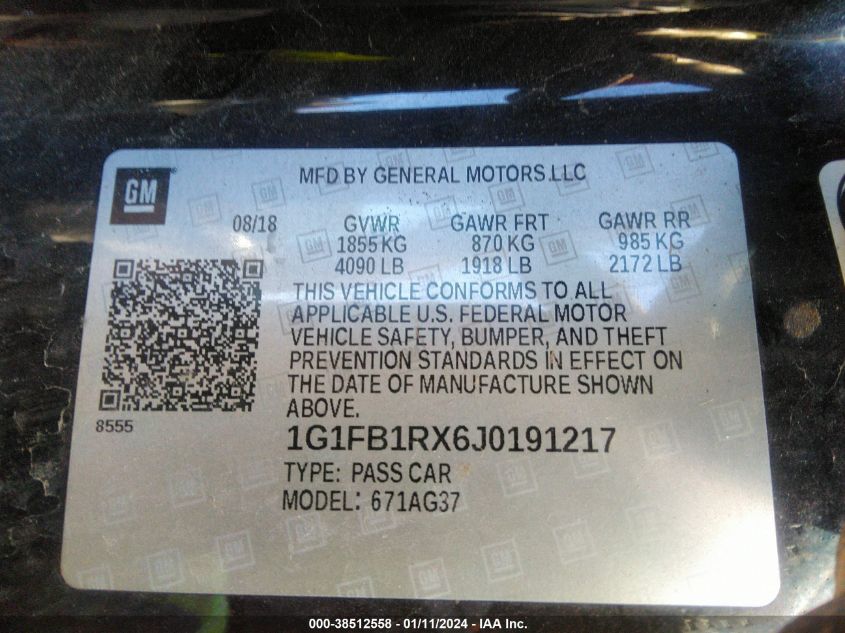 GM
MFD BY GENERAL MOTORS LLC
08/18 GVWR GAWR FRT GAWR RR
1855 KG 870 KG 985 KG
4090 LB 1918 LB 2172 LB
THIS VEHICLE CONFORMS TO ALL
APPLICABLE U.S. FEDERAL MOTOR
VEHICLE SAFETY, BUMPER, AND THEFT
PREVENTION STANDARDS IN EFFECT ON
THE DATE OF MANUFACTURE SHOWN
ABOVE.
8555
1G1FB1RX6J0191217
TYPE: PASS CAR
MODEL: 671AG37
000-38512558 - 01/11/2024 - IAA Inc.